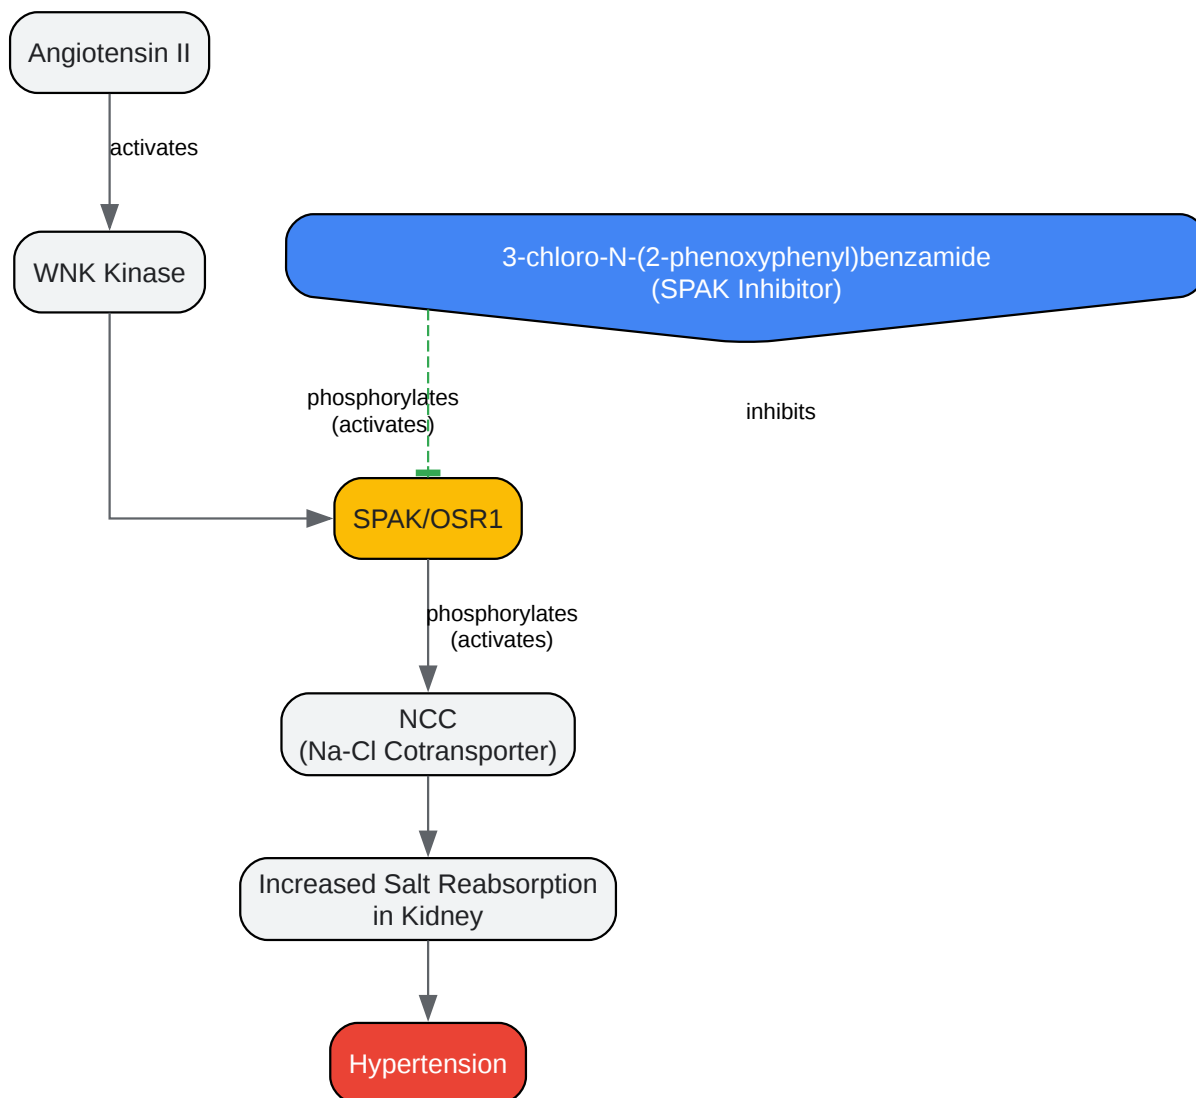 Angiotensin II
activates
WNK Kinase
3-chloro-N-(2-phenoxyphenyl)benzamide
(SPAK Inhibitor)
phosphorylates
(activates)
inhibits
SPAK/OSR1
phosphorylates
(activates)
NCC
(Na-Cl Cotransporter)
Increased Salt Reabsorption
in Kidney
Hypertension